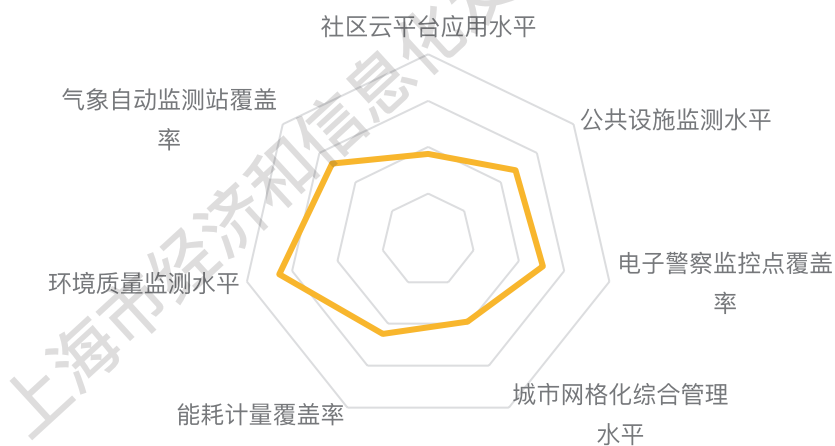 社区云平台应用水平
气象自动监测站覆盖
率
公共设施监测水平
环境质量监测水平
电子警察监控点覆盖
率
能耗计量覆盖率
城市网格化综合管理
水平
上海市经济和信息化发